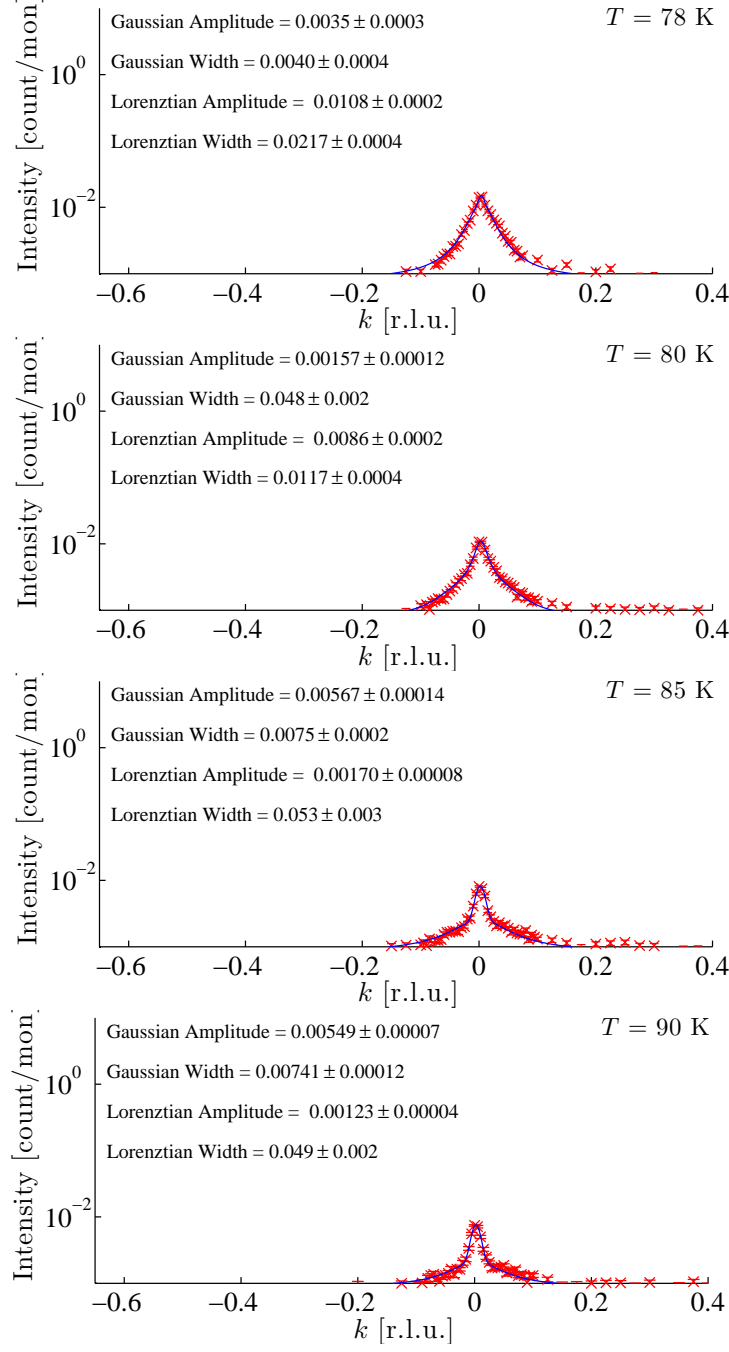 Gaussian Amplitude = 0.0035 ± 0.0003
T = 78 K
Gaussian Width = 0.0040 ± 0.0004
Lorenztian Amplitude = 0.0108 ± 0.0002
Lorenztian Width = 0.0217 ± 0.0004
Intensity [count/mon]
10^0
10^-2
−0.6 −0.4 −0.2 0 0.2 0.4
k [r.l.u.]
Gaussian Amplitude = 0.00157 ± 0.00012
T = 80 K
Gaussian Width = 0.048 ± 0.002
Lorenztian Amplitude = 0.0086 ± 0.0002
Lorenztian Width = 0.0117 ± 0.0004
Intensity [count/mon]
10^0
10^-2
−0.6 −0.4 −0.2 0 0.2 0.4
k [r.l.u.]
Gaussian Amplitude = 0.00567 ± 0.00014
T = 85 K
Gaussian Width = 0.0075 ± 0.0002
Lorenztian Amplitude = 0.00170 ± 0.00008
Lorenztian Width = 0.053 ± 0.003
Intensity [count/mon]
10^0
10^-2
−0.6 −0.4 −0.2 0 0.2 0.4
k [r.l.u.]
Gaussian Amplitude = 0.00549 ± 0.00007
T = 90 K
Gaussian Width = 0.00741 ± 0.00012
Lorenztian Amplitude = 0.00123 ± 0.00004
Lorenztian Width = 0.049 ± 0.002
Intensity [count/mon]
10^0
10^-2
−0.6 −0.4 −0.2 0 0.2 0.4
k [r.l.u.]